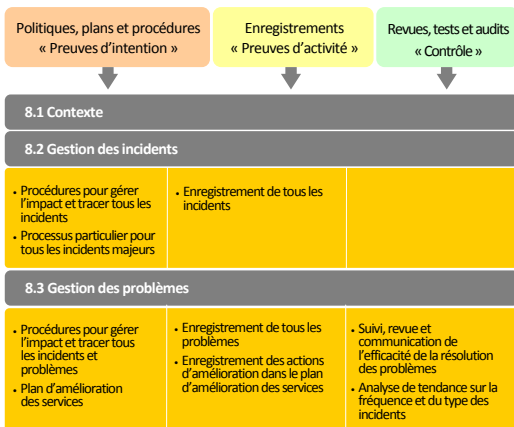 Politiques, plans et procédures
« Preuves d’intention »
Enregistrements
« Preuves d’activité »
Revues, tests et audits
« Contrôle »
8.1 Contexte
8.2 Gestion des incidents
• Procédures pour gérer
l’impact et tracer tous les
incidents
• Processus particulier pour
tous les incidents majeurs
• Enregistrement de tous les
incidents
8.3 Gestion des problèmes
• Procédures pour gérer
l’impact et tracer tous
les incidents et
problèmes
• Plan d’amélioration
des services
• Enregistrement de tous les
problèmes
• Enregistrement des actions
d’amélioration dans le plan
d’amélioration des services
• Suivi, revue et
communication de
l’efficacité de la résolution
des problèmes
• Analyse de tendance sur la
fréquence et du type des
incidents